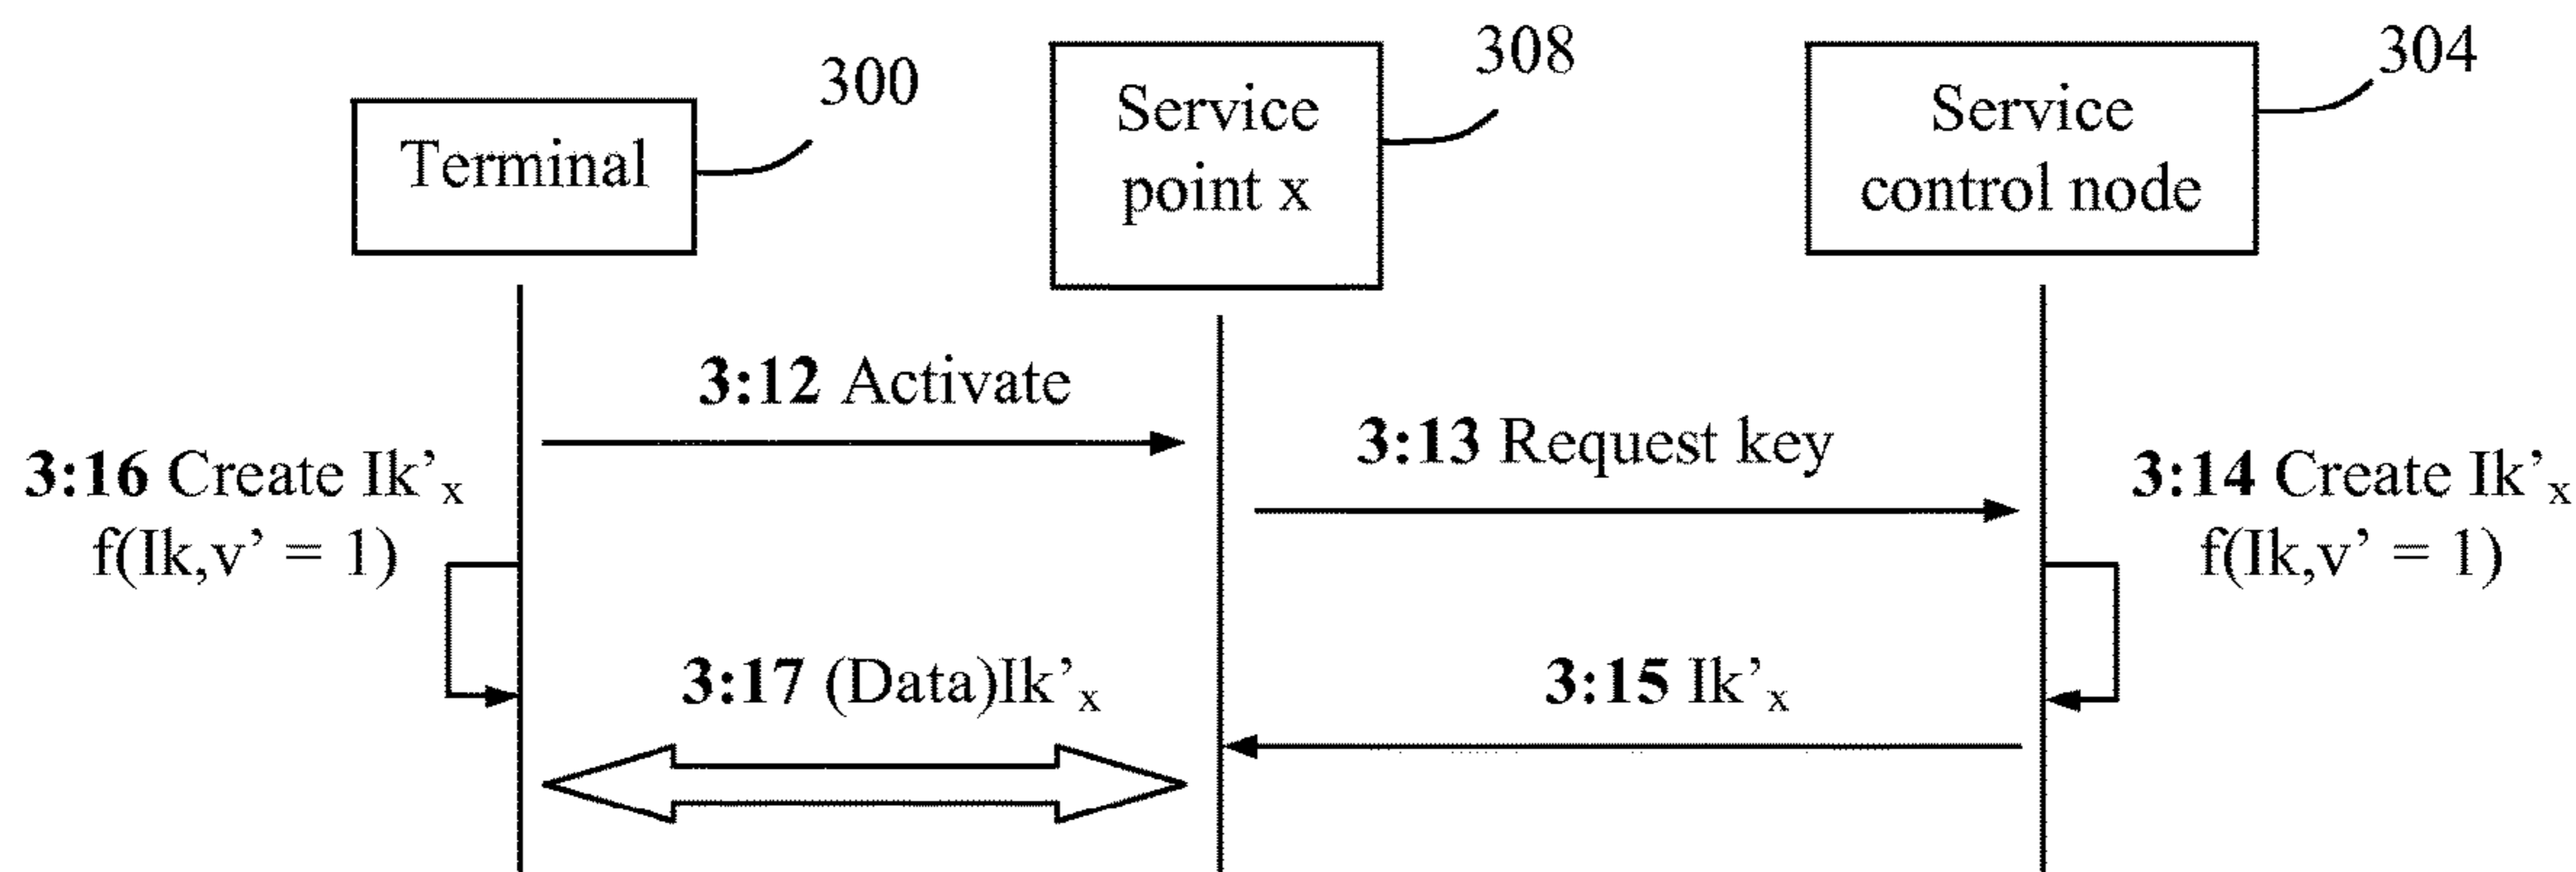 300
308
304
Terminal
Service
point x
Service
control node
3:12 Activate
3:13 Request key
3:16 Create Ik’x
f(Ik,v’ = 1)
3:14 Create Ik’x
f(Ik,v’ = 1)
3:17 (Data)Ik’x
3:15 Ik’x